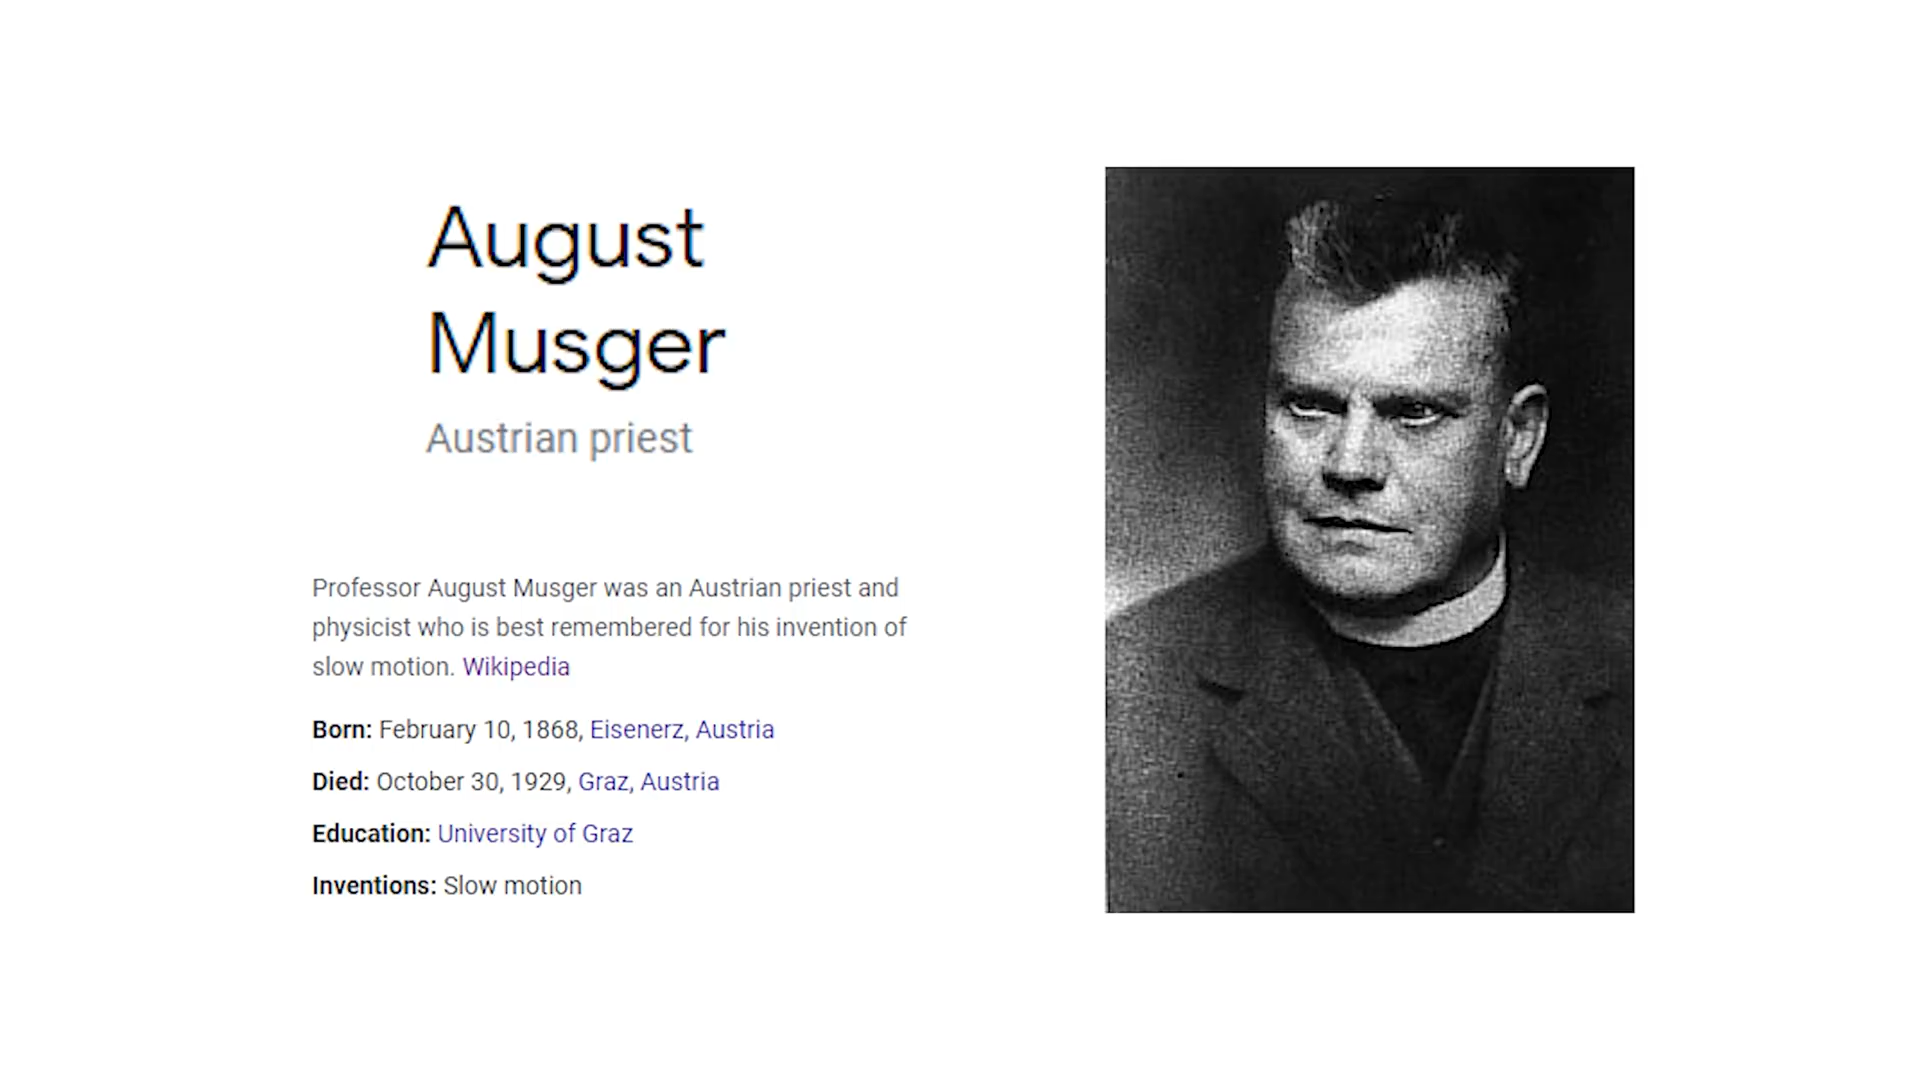 August
Musger
Austrian priest
Professor August Musger was an Austrian priest and
physicist who is best remembered for his invention of
slow motion. Wikipedia
Born: February 10, 1868, Eisenerz, Austria
Died: October 30, 1929, Graz, Austria
Education: University of Graz
Inventions: Slow motion